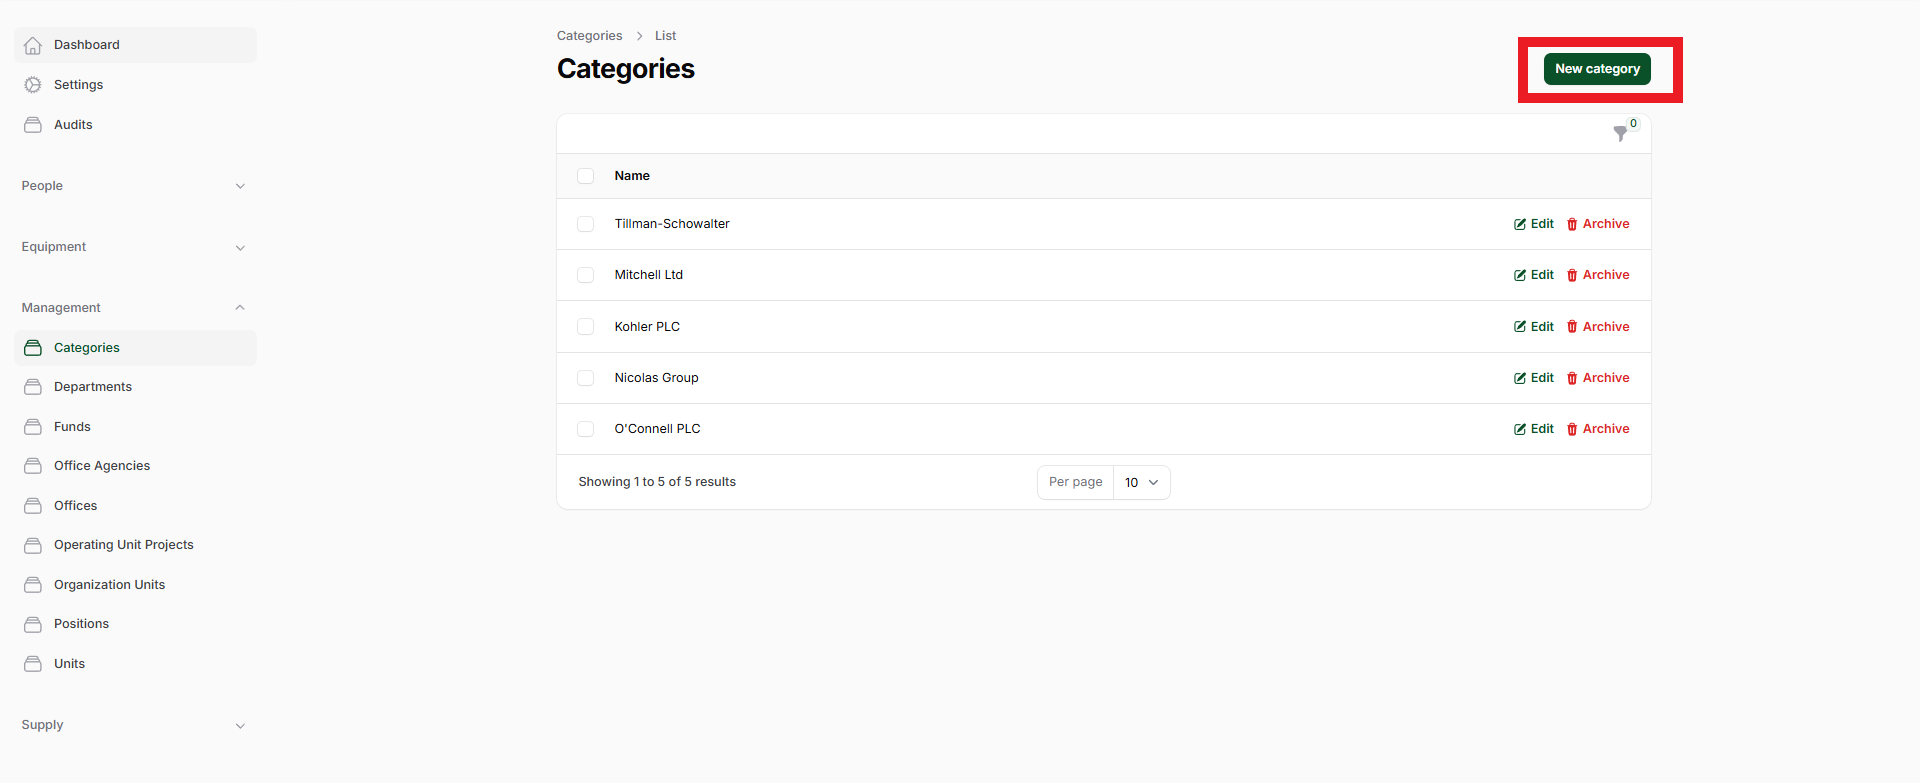 Dashboard
Settings
Audits
People
Equipment
Management
Categories
Departments
Funds
Office Agencies
Offices
Operating Unit Projects
Organization Units
Positions
Units
Supply
Categories > List
Categories
New category
0
Name
Tillman-Schowalter Edit Archive
Mitchell Ltd Edit Archive
Kohler PLC Edit Archive
Nicolas Group Edit Archive
O'Connell PLC Edit Archive
Showing 1 to 5 of 5 results Per page 10